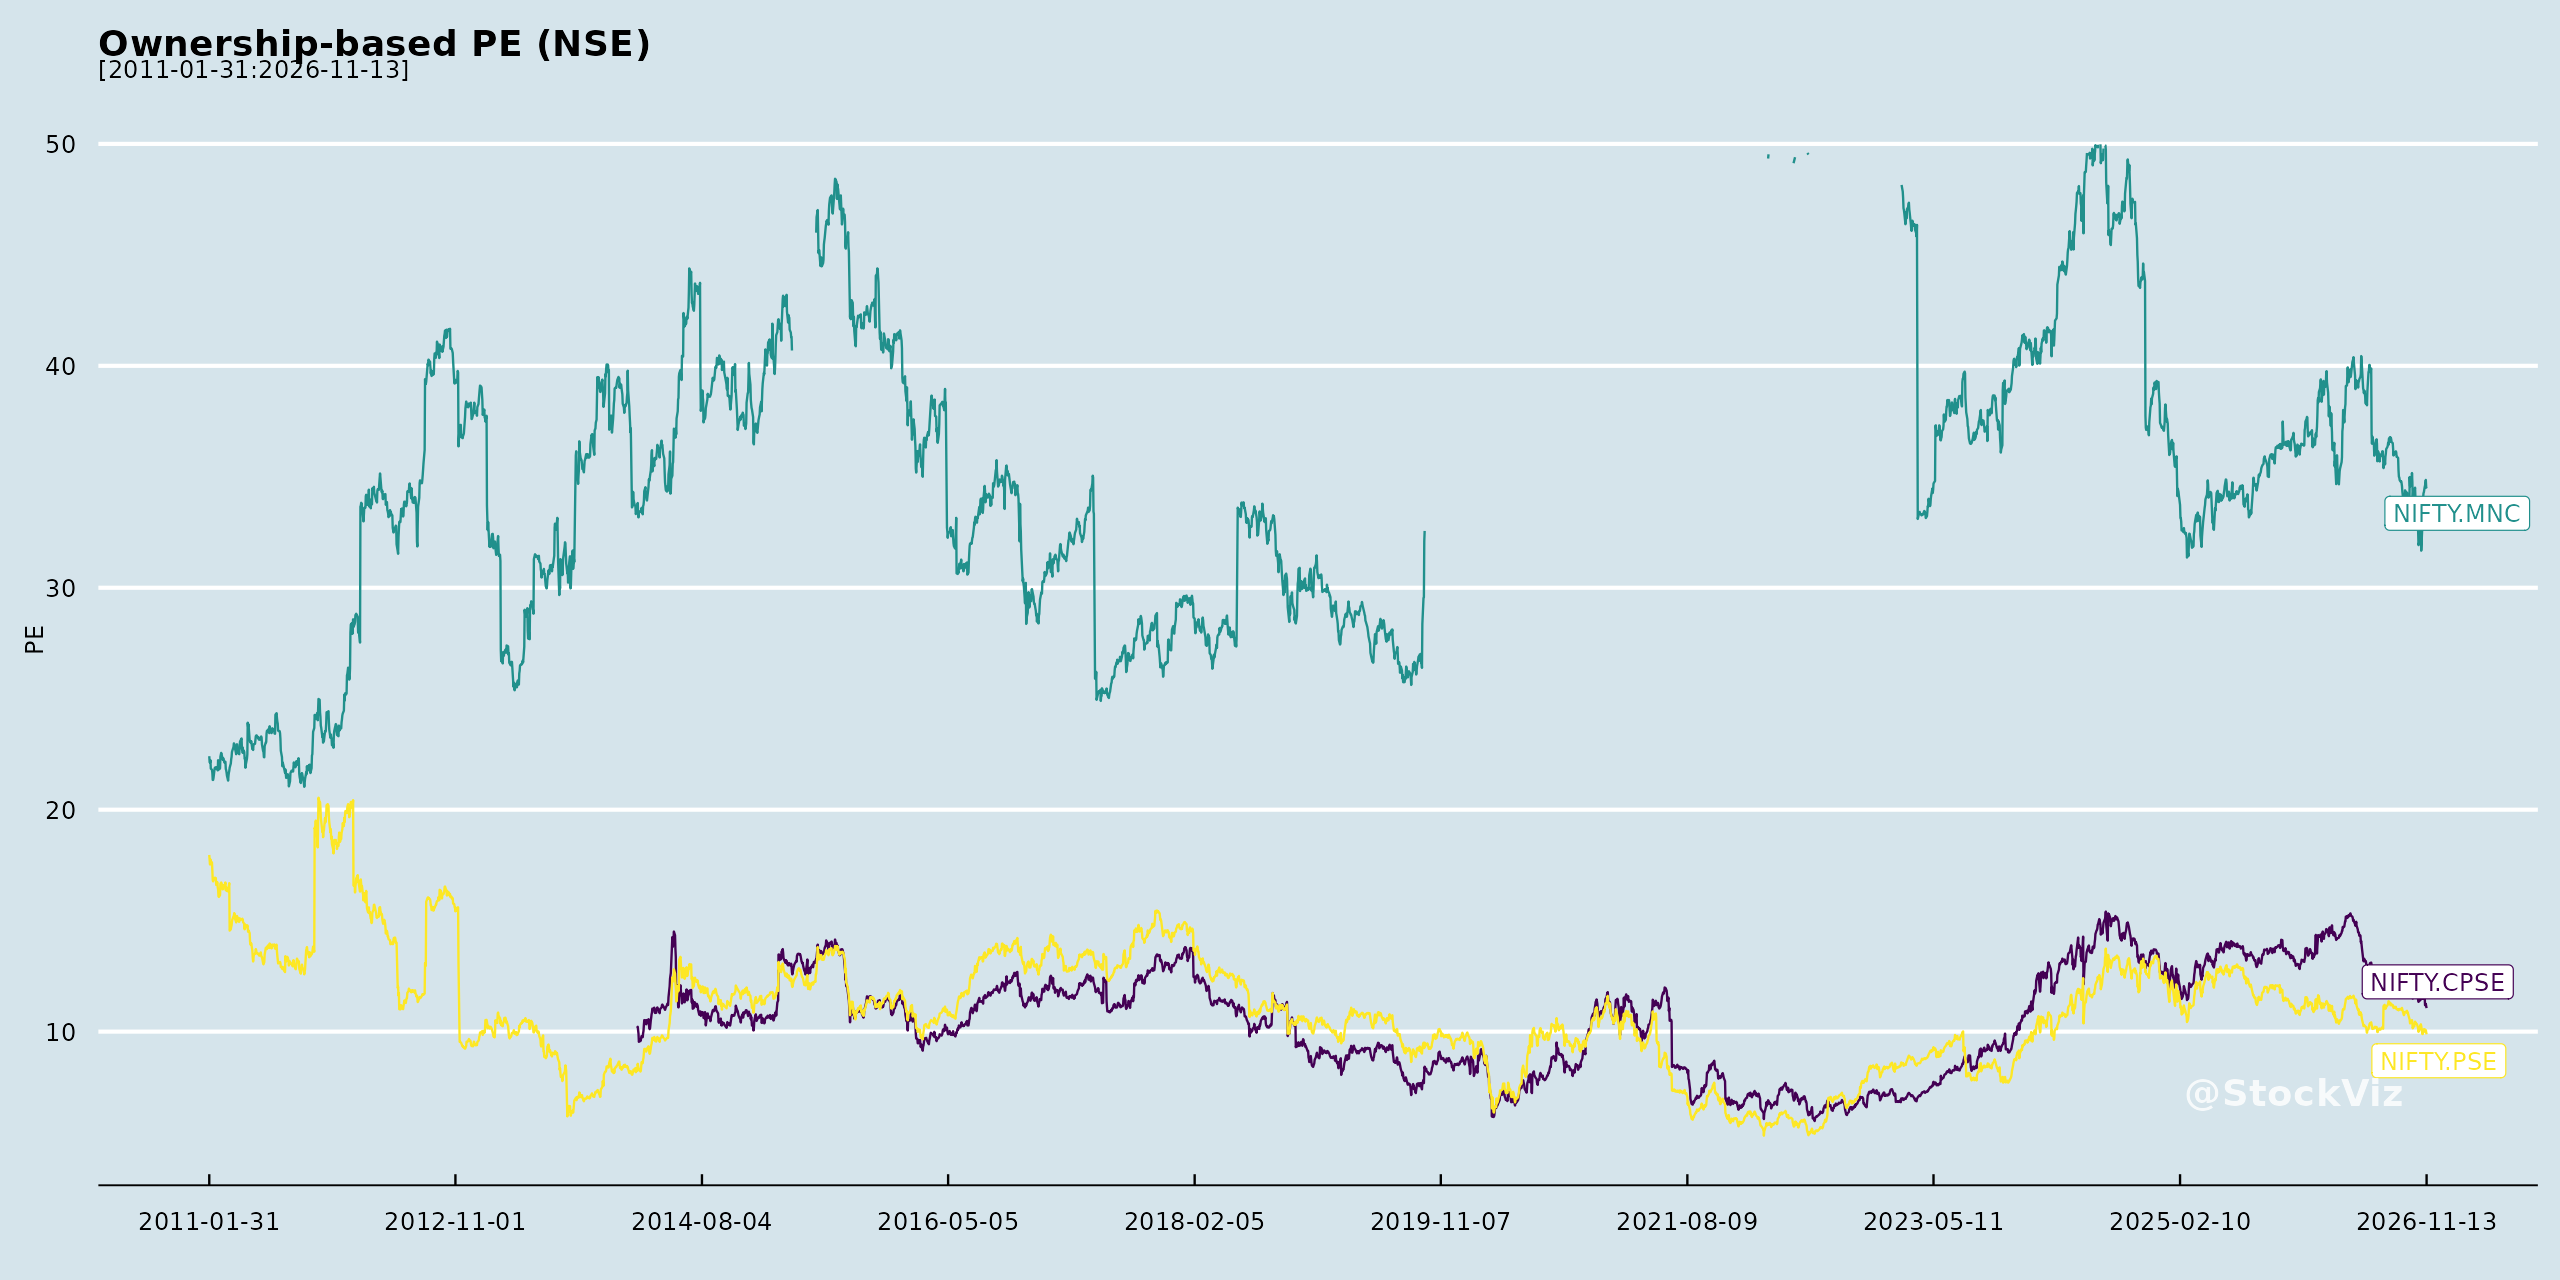 Ownership-based PE (NSE)
[2011-01-31:2026-11-13]
50
40
30
20
10
PE
NIFTY.MNC
NIFTY.CPSE
NIFTY.PSE
@StockViz
2011-01-31
2012-11-01
2014-08-04
2016-05-05
2018-02-05
2019-11-07
2021-08-09
2023-05-11
2025-02-10
2026-11-13